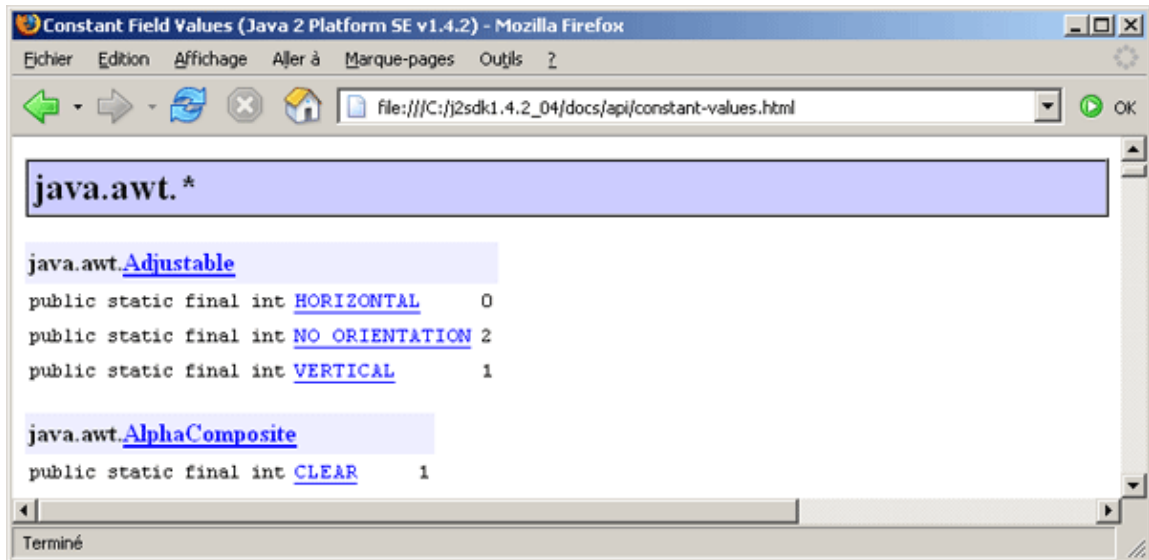 Constant Field Values (Java 2 Platform SE v1.4.2) - Mozilla Firefox
Fichier Edition Affichage Aller à Marque-pages Outils ?
file:///C:/j2sdk1.4.2_04/docs/api/constant-values.html OK
java.awt.*
java.awt.Adjustable
public static final int HORIZONTAL 0
public static final int NO_ORIENTATION 2
public static final int VERTICAL 1
java.awt.AlphaComposite
public static final int CLEAR 1
Terminé